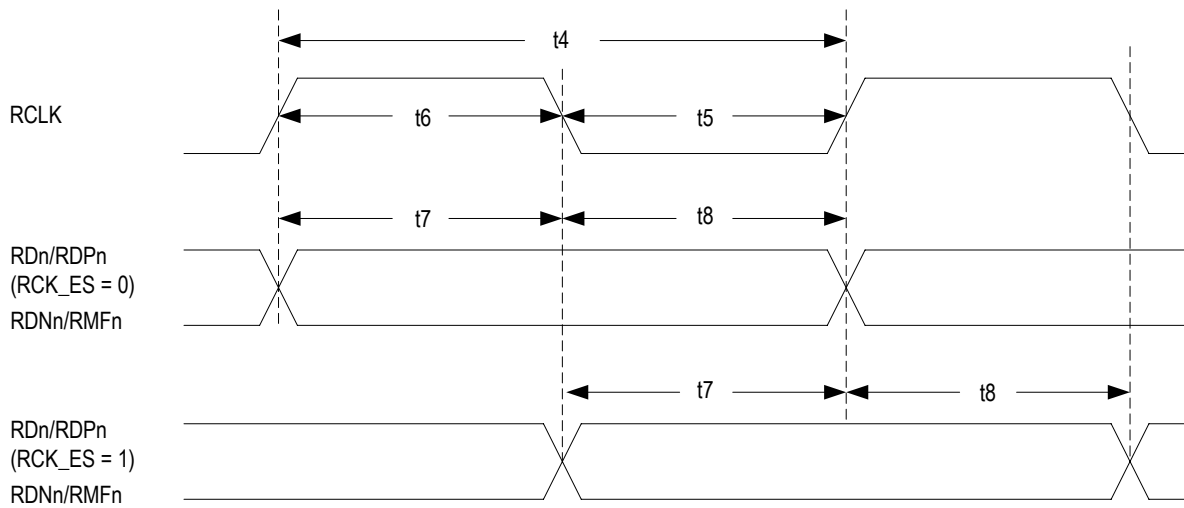 t4
RCLK
t6
t5
t7
t8
RDn/RDPn
(RCK_ES = 0)
RDNn/RMFn
t7
t8
RDn/RDPn
(RCK_ES = 1)
RDNn/RMFn